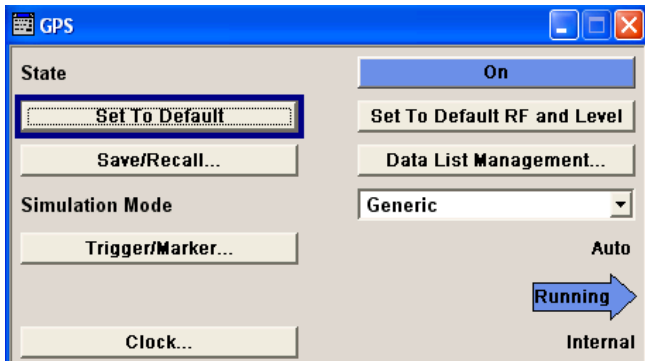 GPS
State On
Set To Default Set To Default RF and Level
Save/Recall... Data List Management...
Simulation Mode Generic
Trigger/Marker... Auto
Running
Clock... Internal